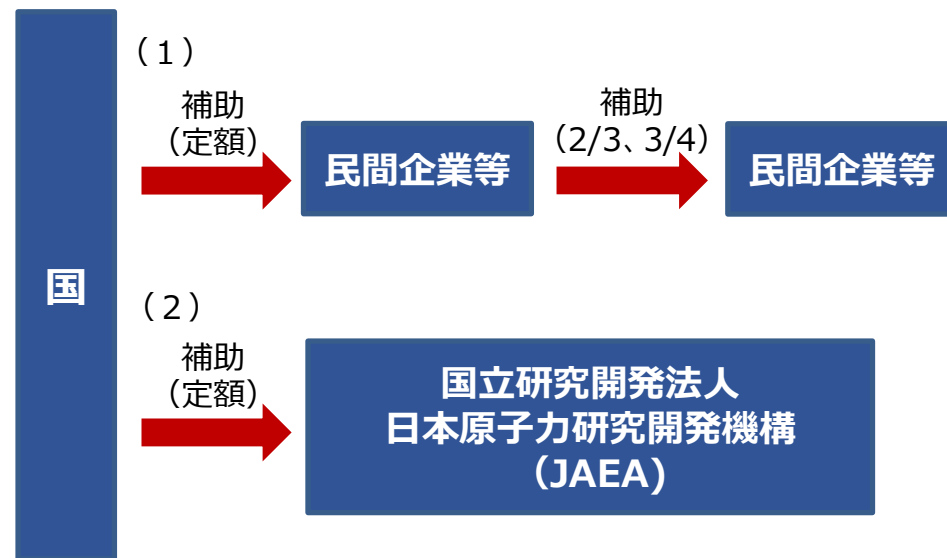 国
（１）
補助
（定額）
民間企業等
補助
（2/3、3/4）
民間企業等
（２）
補助
（定額）
国立研究開発法人
日本原子力研究開発機構
（JAEA)